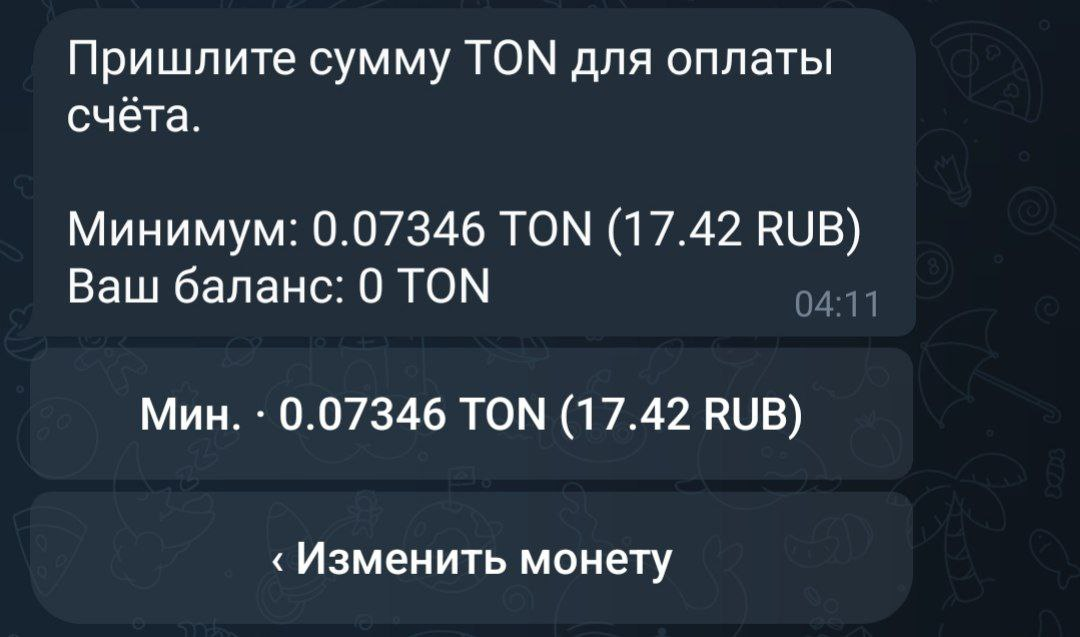 Пришлите сумму TON для оплаты
счёта.
Минимум: 0.07346 TON (17.42 RUB)
Ваш баланс: 0 TON
04:11
Мин. · 0.07346 TON (17.42 RUB)
‹ Изменить монету